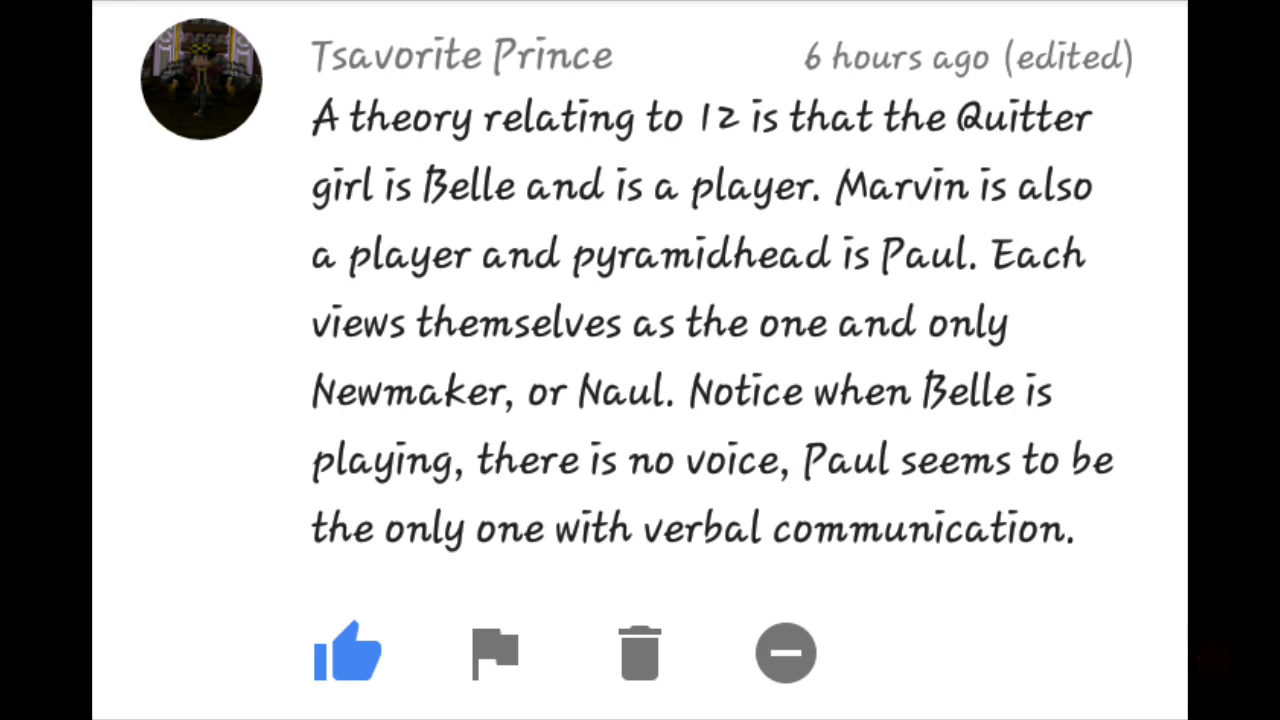 Tsavorite Prince 6 hours ago (edited)
A theory relating to 12 is that the Quitter
girl is Belle and is a player. Marvin is also
a player and pyramidhead is Paul. Each
views themselves as the one and only
Newmaker, or Naul. Notice when Belle is
playing, there is no voice, Paul seems to be
the only one with verbal communication.